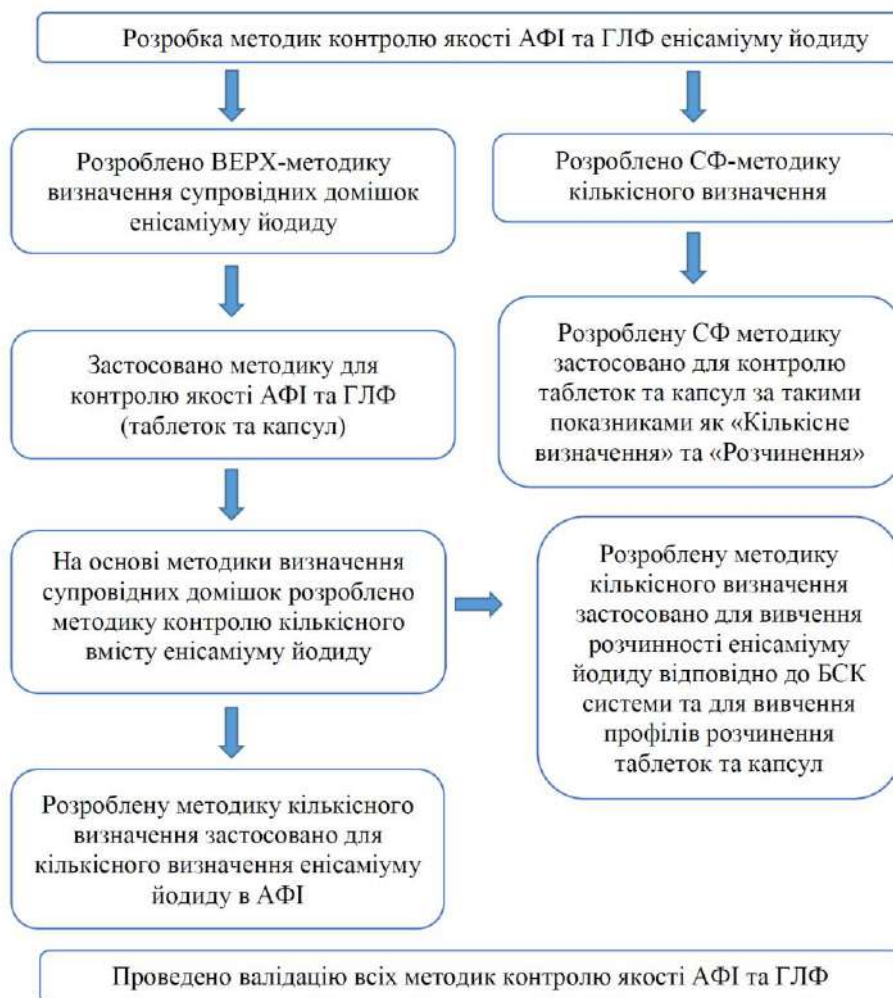 Розробка методик контролю якості АФІ та ГЛФ енісаміуму йодиду
Розроблено ВЕРХ-методику
визначення супровідних домішок
енісаміуму йодиду
Розроблено СФ-методику
кількісного визначення
Застосовано методику для
контролю якості АФІ та ГЛФ
(таблеток та капсул)
Розроблену СФ методику
застосовано для контролю
таблеток та капсул за такими
показниками як «Кількісне
визначення» та «Розчинення»
На основі методики визначення
супровідних домішок розроблено
методику контролю кількісного
вмісту енісаміуму йодиду
Розроблену методику
кількісного визначення
застосовано для вивчення
розчинності енісаміуму
йодиду відповідно до БСК
системи та для вивчення
профілів розчинення
таблеток та капсул
Розроблену методику кількісного
визначення застосовано для
кількісного визначення енісаміуму
йодиду в АФІ
Проведено валідацію всіх методик контролю якості АФІ та ГЛФ